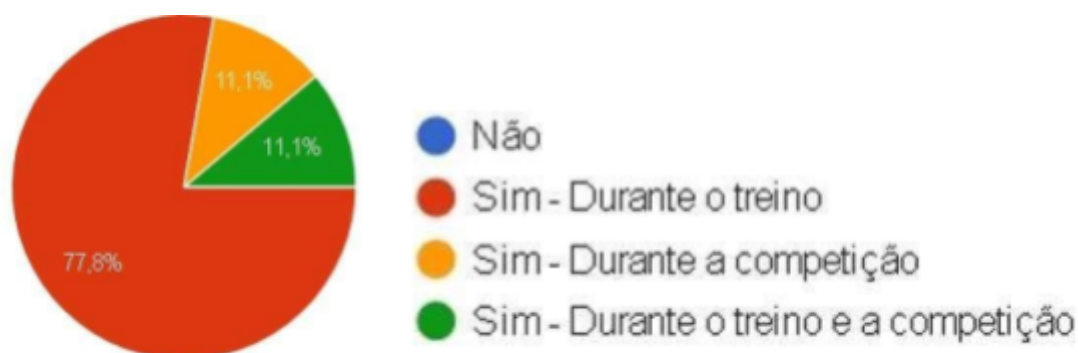 11,1%
11,1%
77,8%
Não
Sim - Durante o treino
Sim - Durante a competição
Sim - Durante o treino e a competição